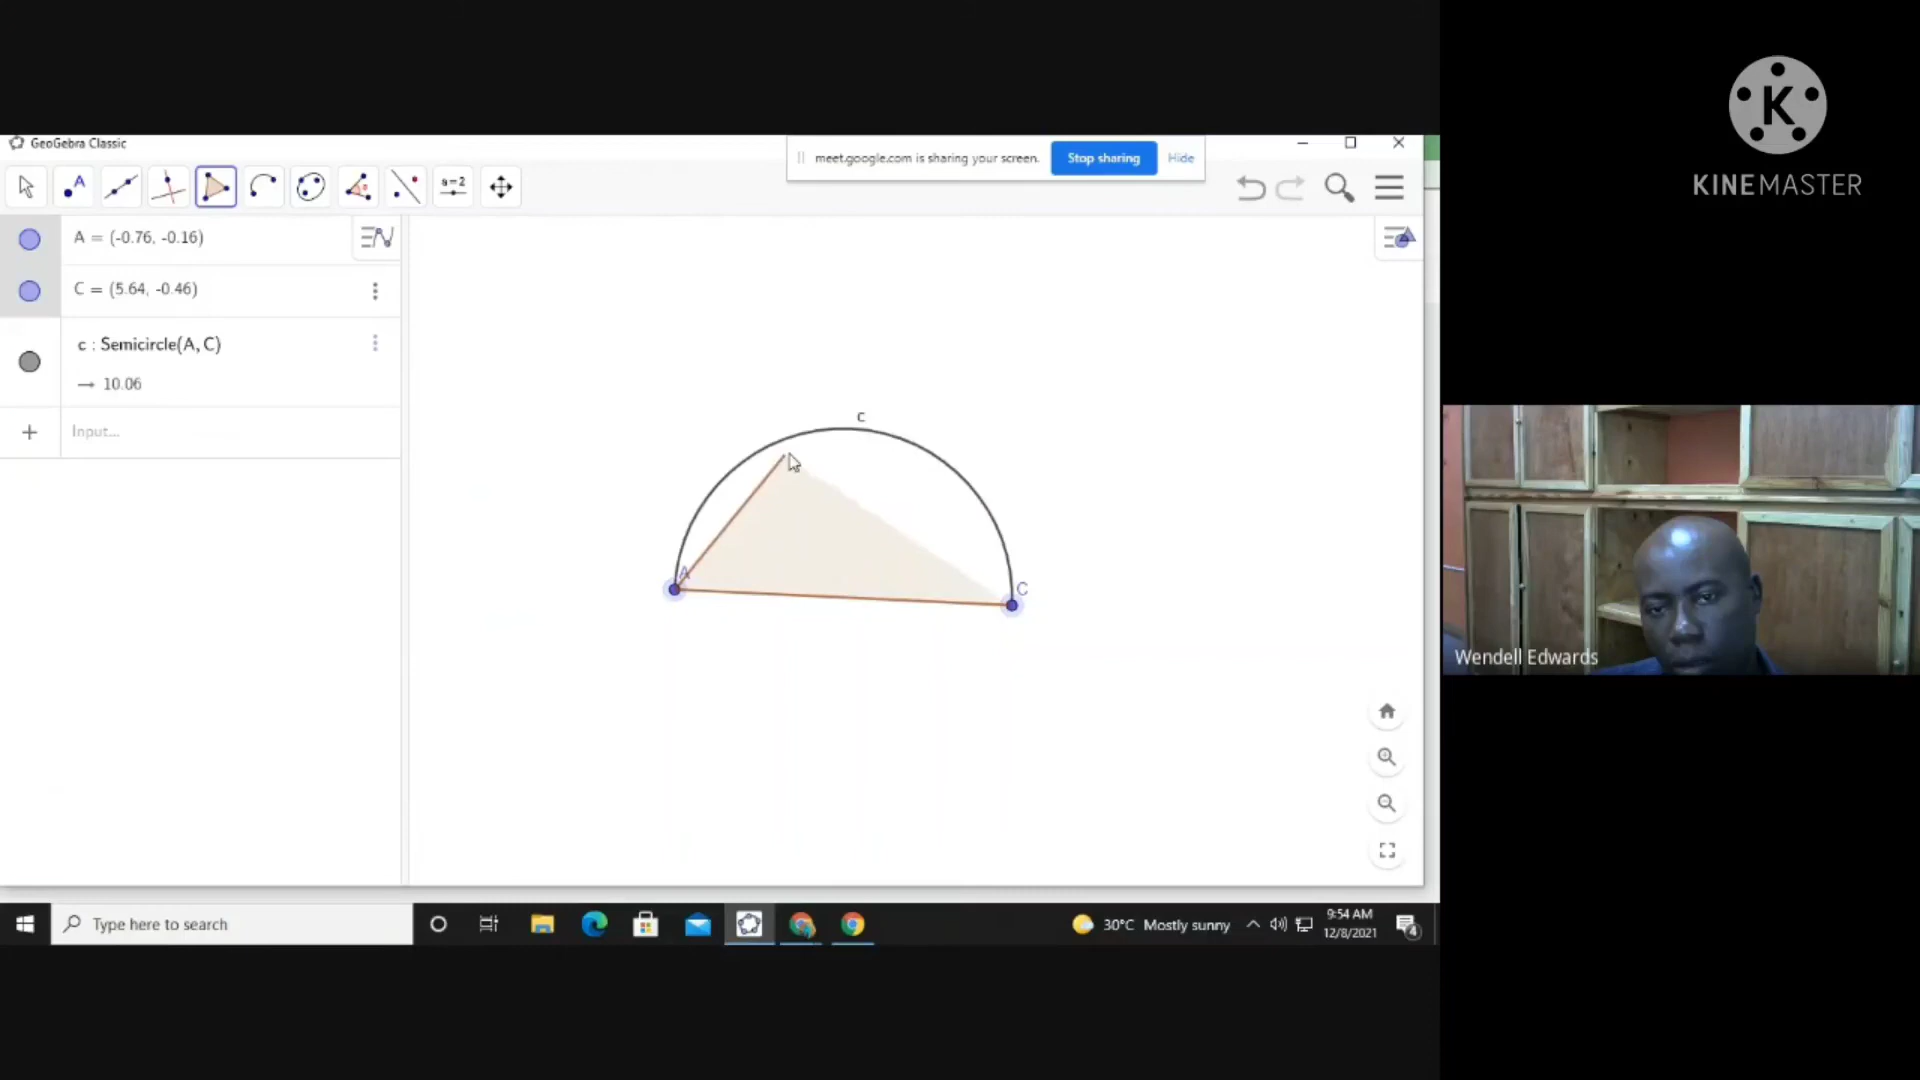 GeoGebra Classic
meet.google.com is sharing your screen.
Stop sharing
Hide
A
a=2
A = (-0.76, -0.16)
C = (5.64, -0.46)
c : Semicircle(A, C)
→ 10.06
+ Input...
c
A
C
K
KINEMASTER
Wendell Edwards
Type here to search
30°C Mostly sunny
9:54 AM
12/8/2021
4